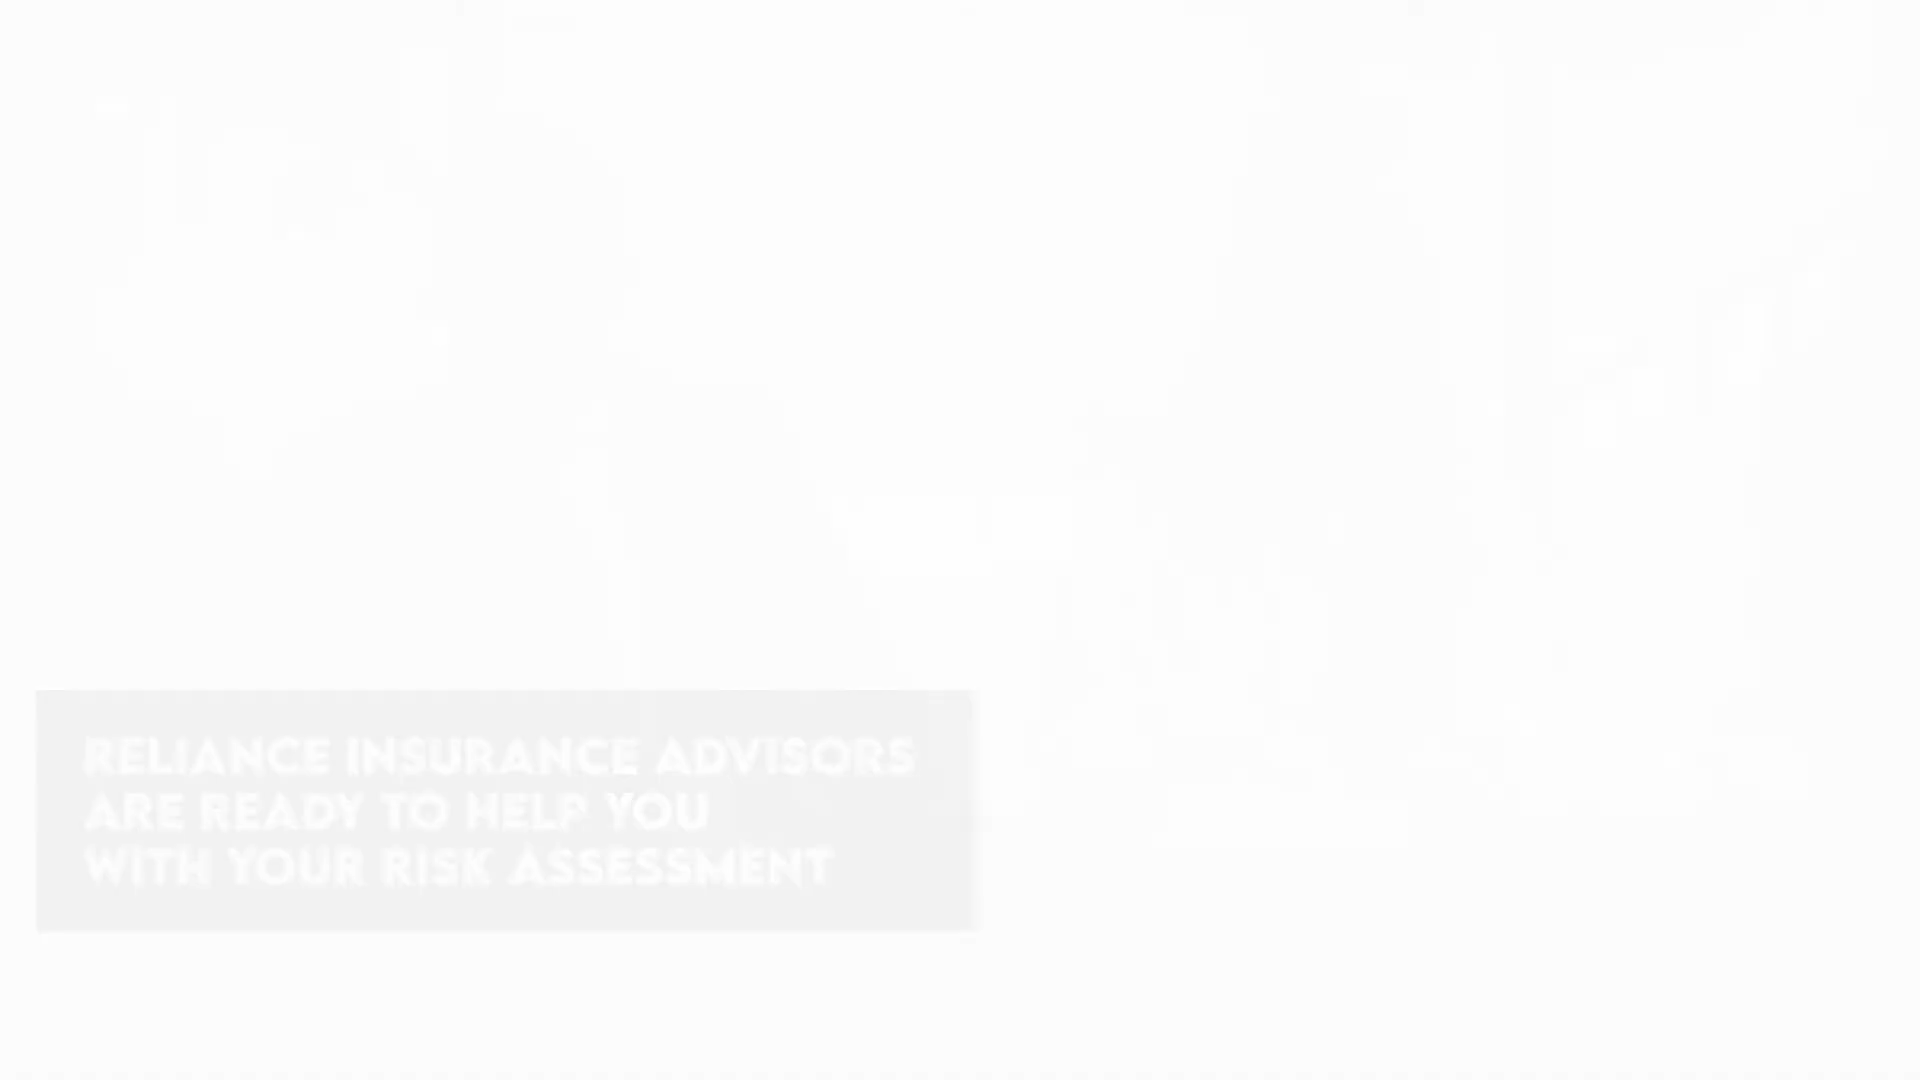 RELIANCE INSURANCE ADVISORS
ARE READY TO HELP YOU
WITH YOUR RISK ASSESSMENT